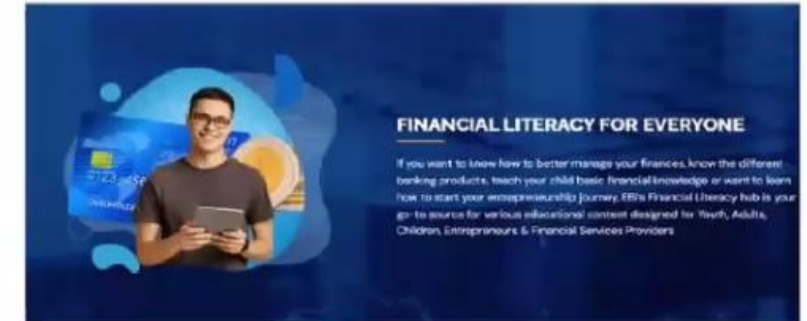 FINANCIAL LITERACY FOR EVERYONE
If you want to know how to better manage your finances, know the different
banking products, teach your child basic financial knowledge or want to learn
how to start your entrepreneurship journey, EBI's Financial Literacy hub is your
go-to source for various educational content designed for Youth, Adults,
Children, Entrepreneurs & Financial Services Providers
0123 456